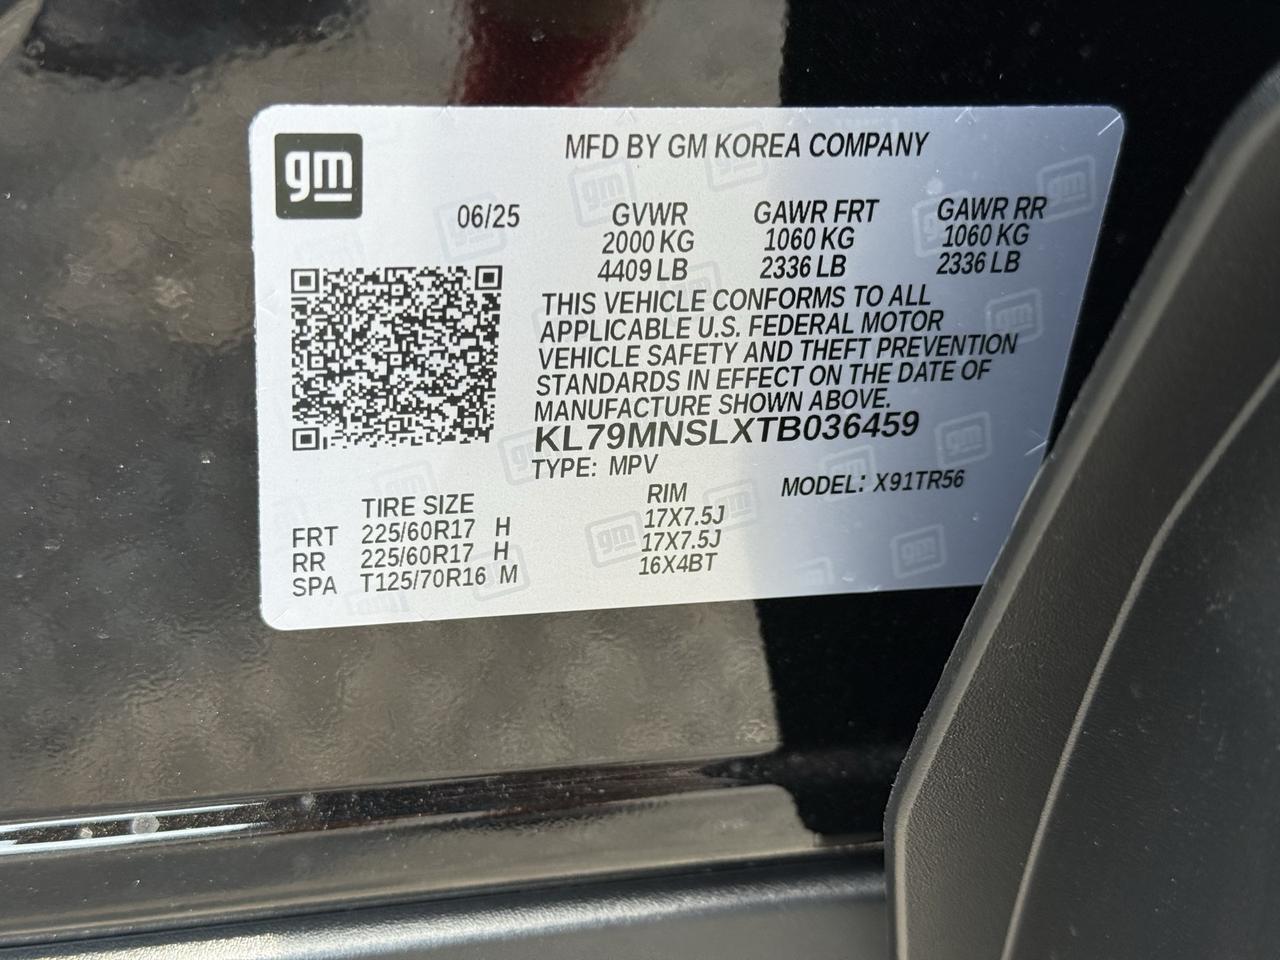 gm
MFD BY GM KOREA COMPANY
06/25 GVWR GAWR FRT GAWR RR
2000 KG 1060 KG 1060 KG
4409 LB 2336 LB 2336 LB
THIS VEHICLE CONFORMS TO ALL
APPLICABLE U.S. FEDERAL MOTOR
VEHICLE SAFETY AND THEFT PREVENTION
STANDARDS IN EFFECT ON THE DATE OF
MANUFACTURE SHOWN ABOVE.
KL79MNSLXTB036459
TYPE: MPV MODEL: X91TR56
TIRE SIZE RIM
FRT 225/60R17 H 17X7.5J
RR 225/60R17 H 17X7.5J
SPA T125/70R16 M 16X4BT